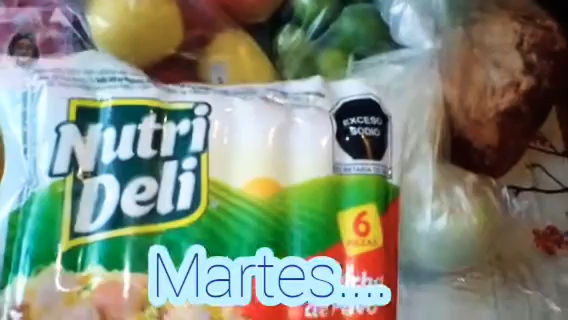 Nutri
Deli
EXCESO
SODIO
6
PIEZAS
Martes....